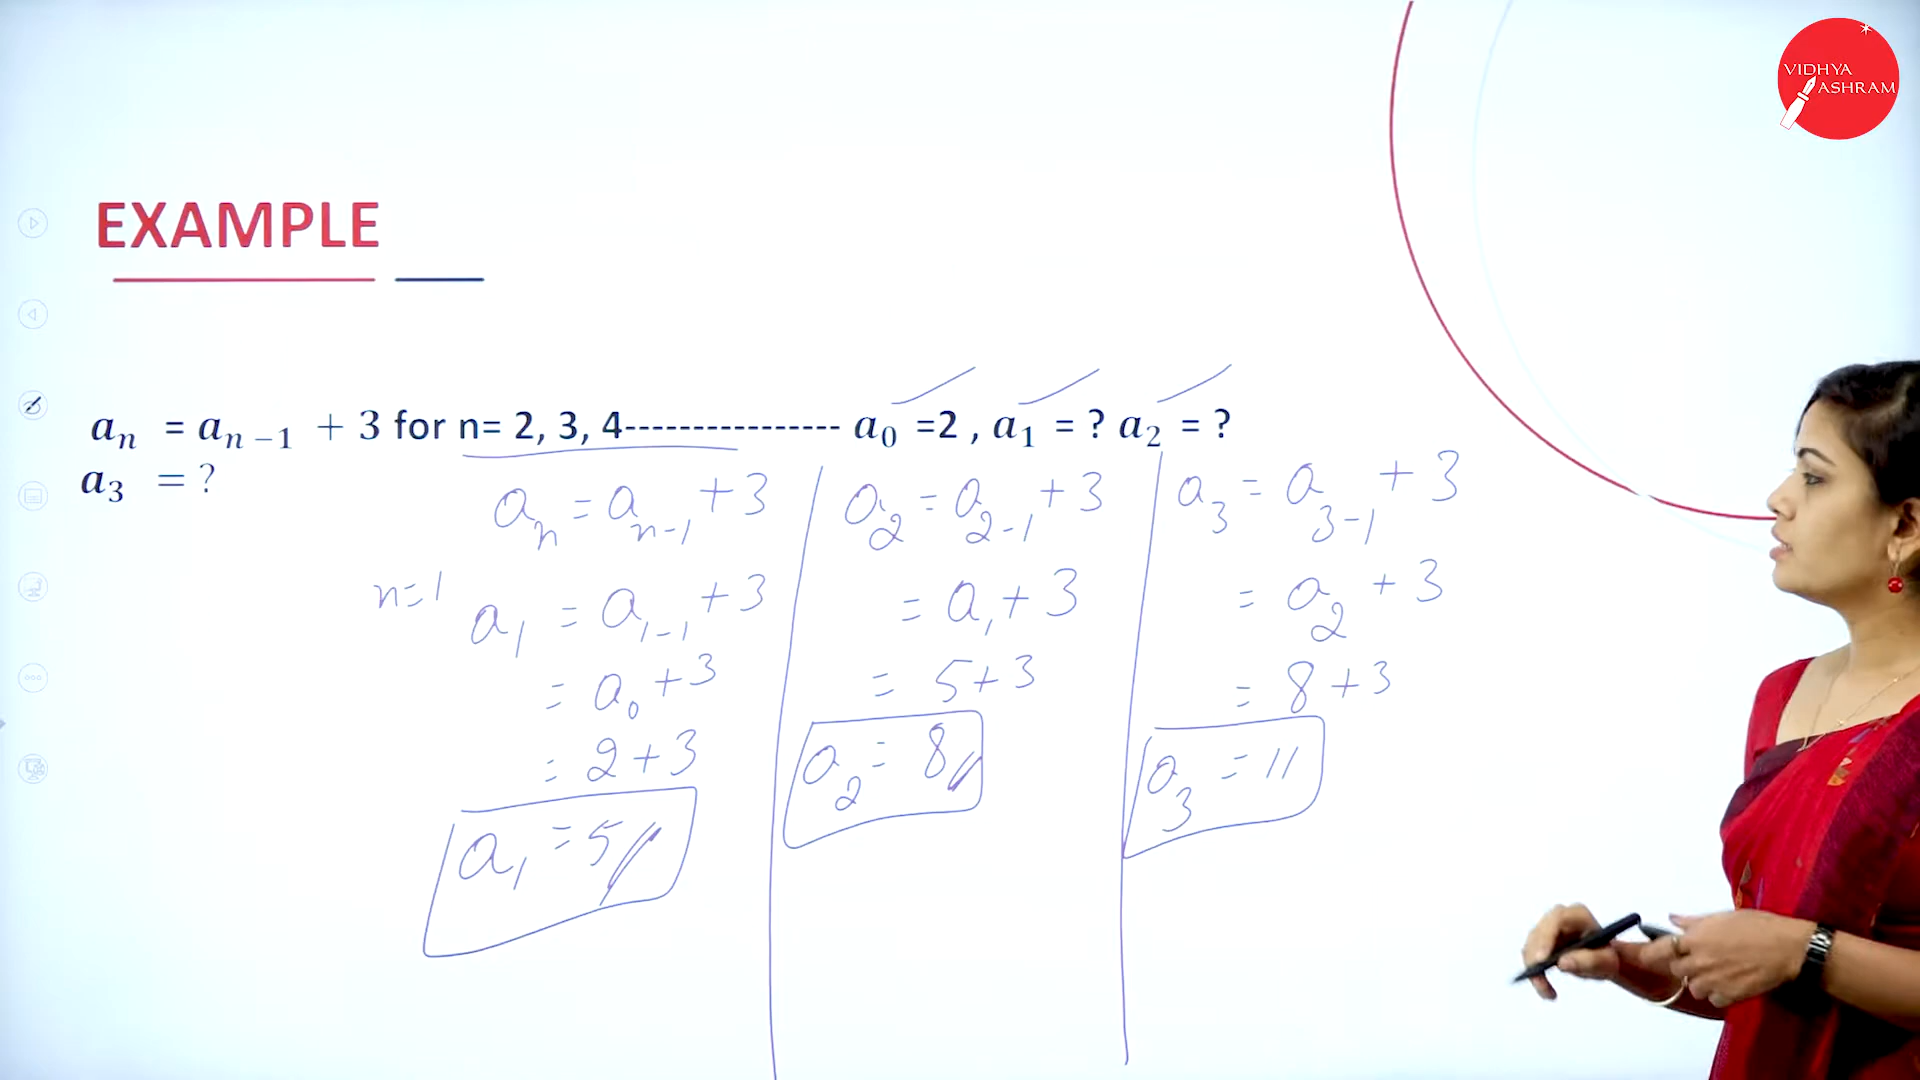 VIDHYA
ASHRAM
EXAMPLE
aₙ = aₙ₋₁ + 3 for n= 2, 3, 4---------------- a₀ =2 , a₁ = ? a₂ = ?
a₃ = ?
aₙ = aₙ₋₁ + 3
n=1
a₁ = a₁₋₁ + 3
= a₀ + 3
= 2 + 3
a₁ = 5
a₂ = a₂₋₁ + 3
= a₁ + 3
= 5 + 3
a₂ = 8
a₃ = a₃₋₁ + 3
= a₂ + 3
= 8 + 3
a₃ = 11